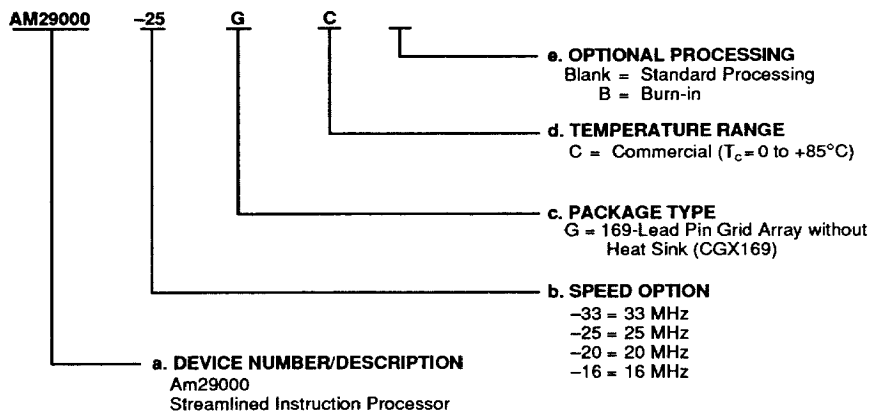 AM29000 -25 G C
e. OPTIONAL PROCESSING
Blank = Standard Processing
B = Burn-in
d. TEMPERATURE RANGE
C = Commercial (Tc = 0 to +85°C)
c. PACKAGE TYPE
G = 169-Lead Pin Grid Array without
Heat Sink (CGX169)
b. SPEED OPTION
–33 = 33 MHz
–25 = 25 MHz
–20 = 20 MHz
–16 = 16 MHz
a. DEVICE NUMBER/DESCRIPTION
Am29000
Streamlined Instruction Processor